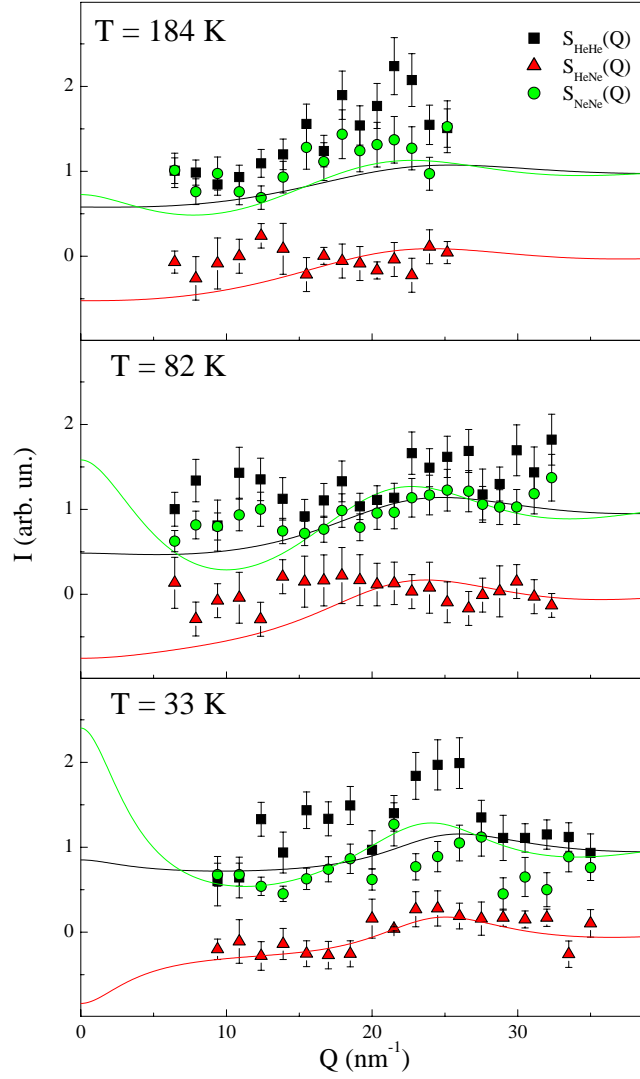 T = 184 K
S_HeHe(Q)
S_HeNe(Q)
S_NeNe(Q)
2
1
0
T = 82 K
2
1
0
I (arb. un.)
T = 33 K
2
1
0
0 10 20 30
Q (nm⁻¹)